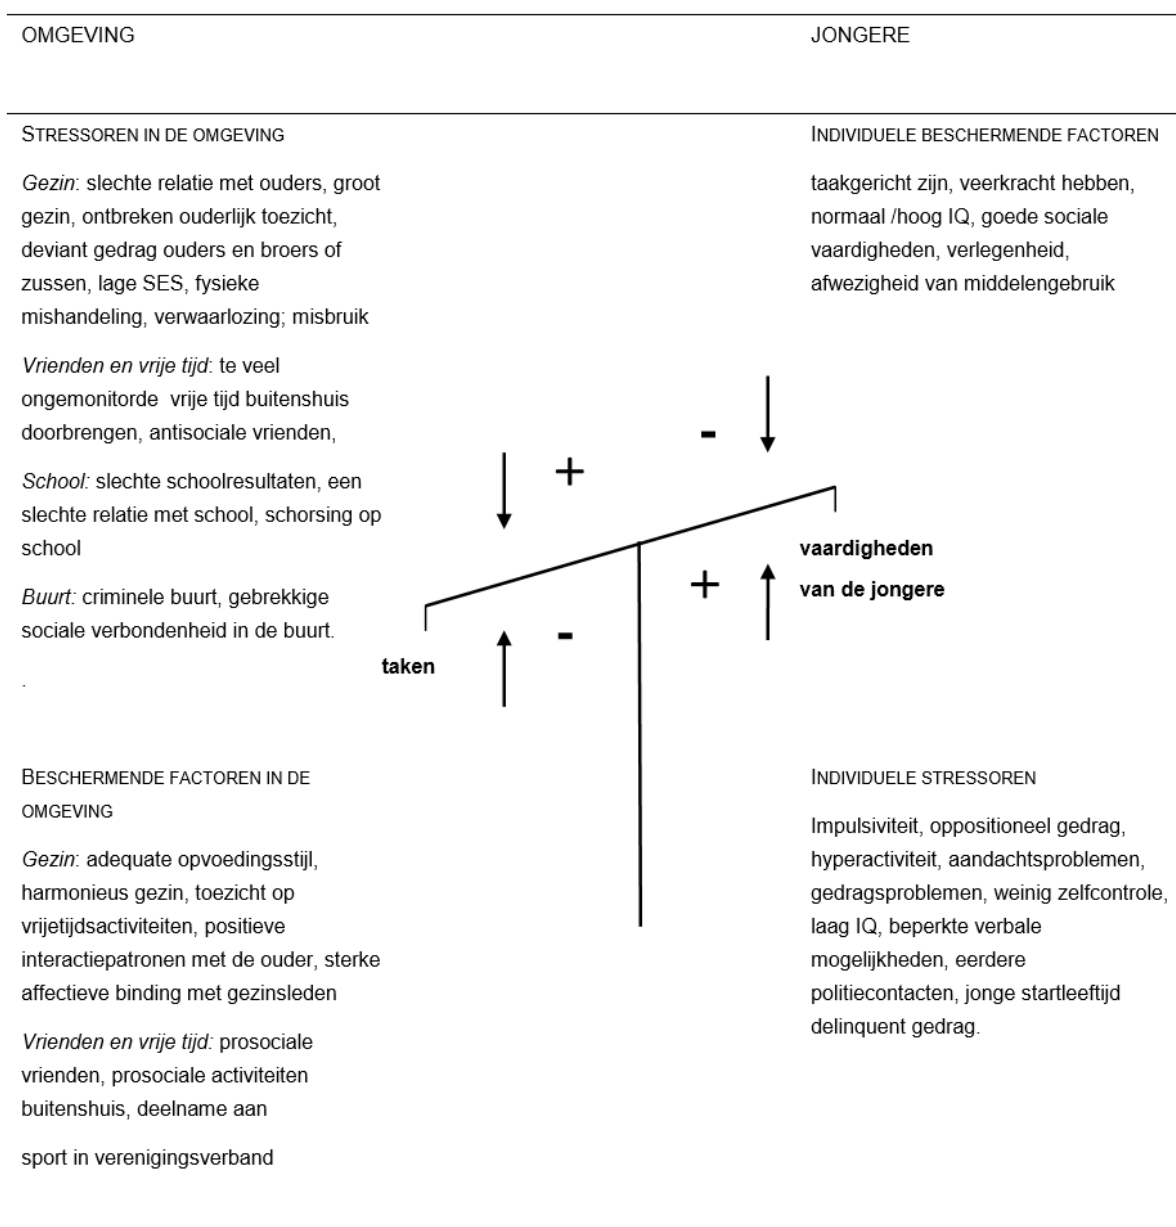 OMGEVING
JONGERE
STRESSOREN IN DE OMGEVING
Gezin: slechte relatie met ouders, groot
gezin, ontbreken ouderlijk toezicht,
deviant gedrag ouders en broers of
zussen, lage SES, fysieke
mishandeling, verwaarlozing; misbruik
Vrienden en vrije tijd: te veel
ongemonitorde  vrije tijd buitenshuis
doorbrengen, antisociale vrienden,
School: slechte schoolresultaten, een
slechte relatie met school, schorsing op
school
Buurt: criminele buurt, gebrekkige
sociale verbondenheid in de buurt.
.
INDIVIDUELE BESCHERMENDE FACTOREN
taakgericht zijn, veerkracht hebben,
normaal /hoog IQ, goede sociale
vaardigheden, verlegenheid,
afwezigheid van middelengebruik
-
+
vaardigheden
van de jongere
+
-
taken
BESCHERMENDE FACTOREN IN DE
OMGEVING
Gezin: adequate opvoedingsstijl,
harmonieus gezin, toezicht op
vrijetijdsactiviteiten, positieve
interactiepatronen met de ouder, sterke
affectieve binding met gezinsleden
Vrienden en vrije tijd: prosociale
vrienden, prosociale activiteiten
buitenshuis, deelname aan
sport in verenigingsverband
INDIVIDUELE STRESSOREN
Impulsiviteit, oppositioneel gedrag,
hyperactiviteit, aandachtsproblemen,
gedragsproblemen, weinig zelfcontrole,
laag IQ, beperkte verbale
mogelijkheden, eerdere
politiecontacten, jonge startleeftijd
delinquent gedrag.